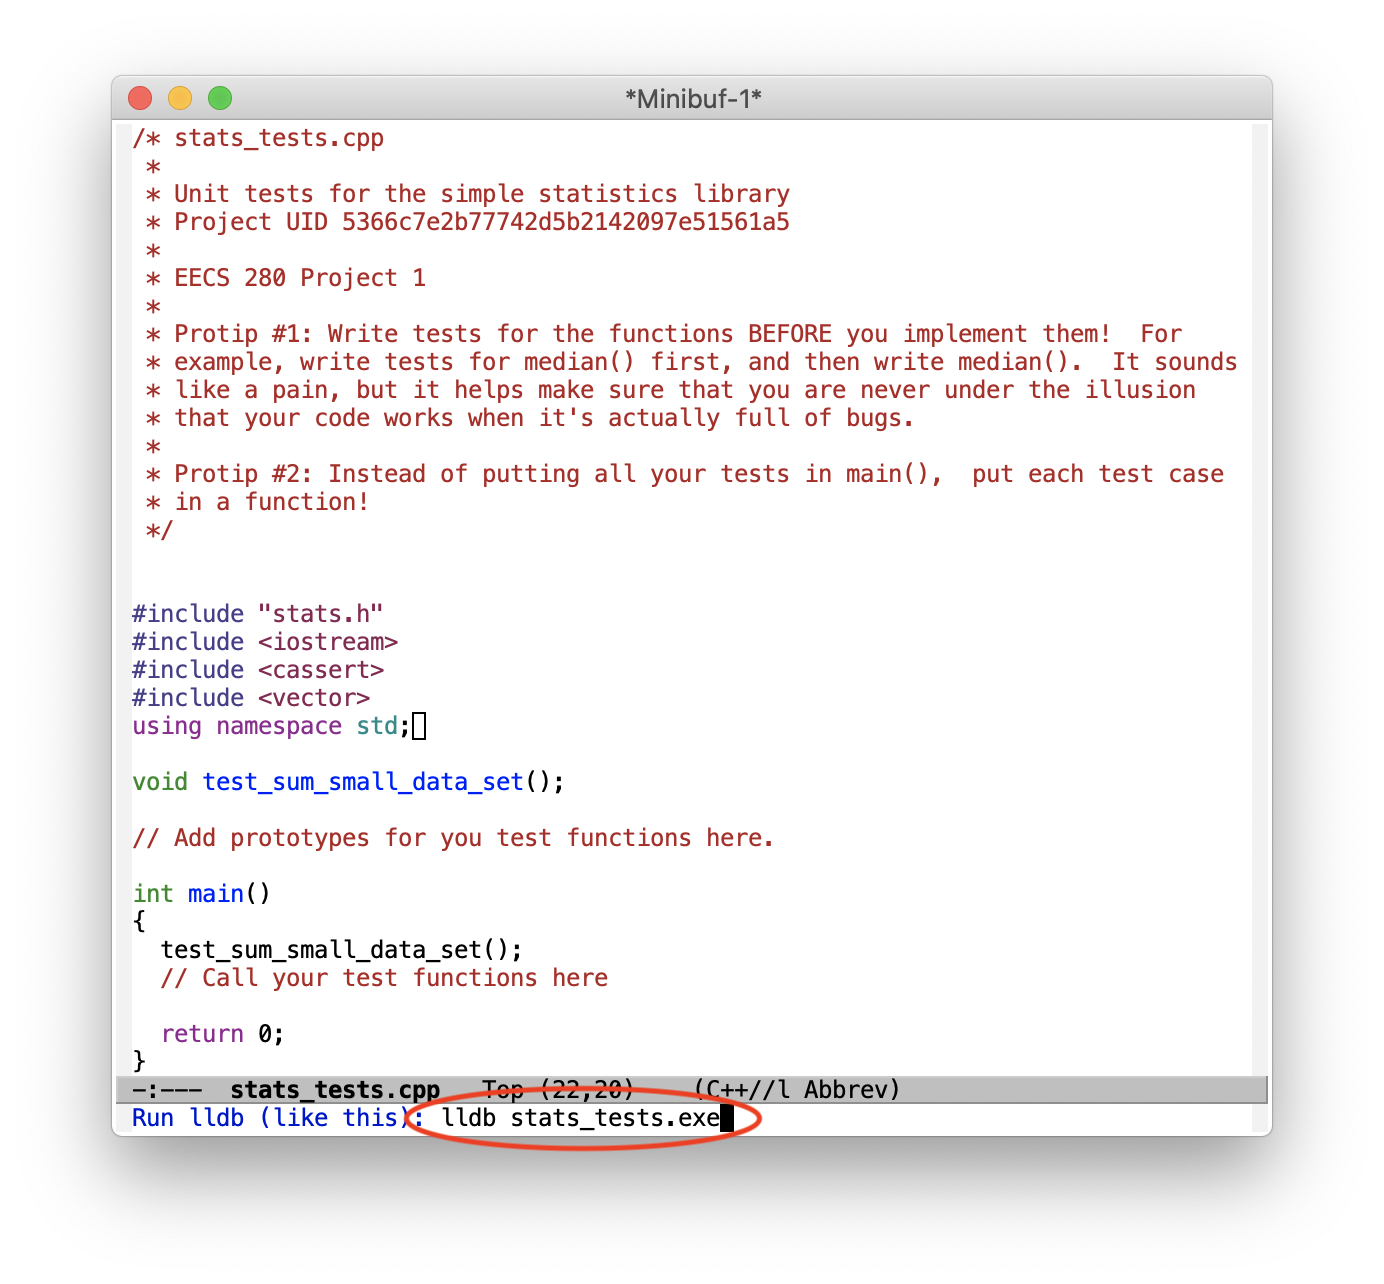 *Minibuf-1*
/* stats_tests.cpp
 *
 * Unit tests for the simple statistics library
 * Project UID 5366c7e2b77742d5b2142097e51561a5
 *
 * EECS 280 Project 1
 *
 * Protip #1: Write tests for the functions BEFORE you implement them!  For
 * example, write tests for median() first, and then write median().  It sounds
 * like a pain, but it helps make sure that you are never under the illusion
 * that your code works when it's actually full of bugs.
 *
 * Protip #2: Instead of putting all your tests in main(),  put each test case
 * in a function!
 */
#include "stats.h"
#include <iostream>
#include <cassert>
#include <vector>
using namespace std;
void test_sum_small_data_set();
// Add prototypes for you test functions here.
int main()
{
  test_sum_small_data_set();
  // Call your test functions here
  return 0;
}
-:---  stats_tests.cpp   Top (22,20)    (C++//l Abbrev)
Run lldb (like this): lldb stats_tests.exe